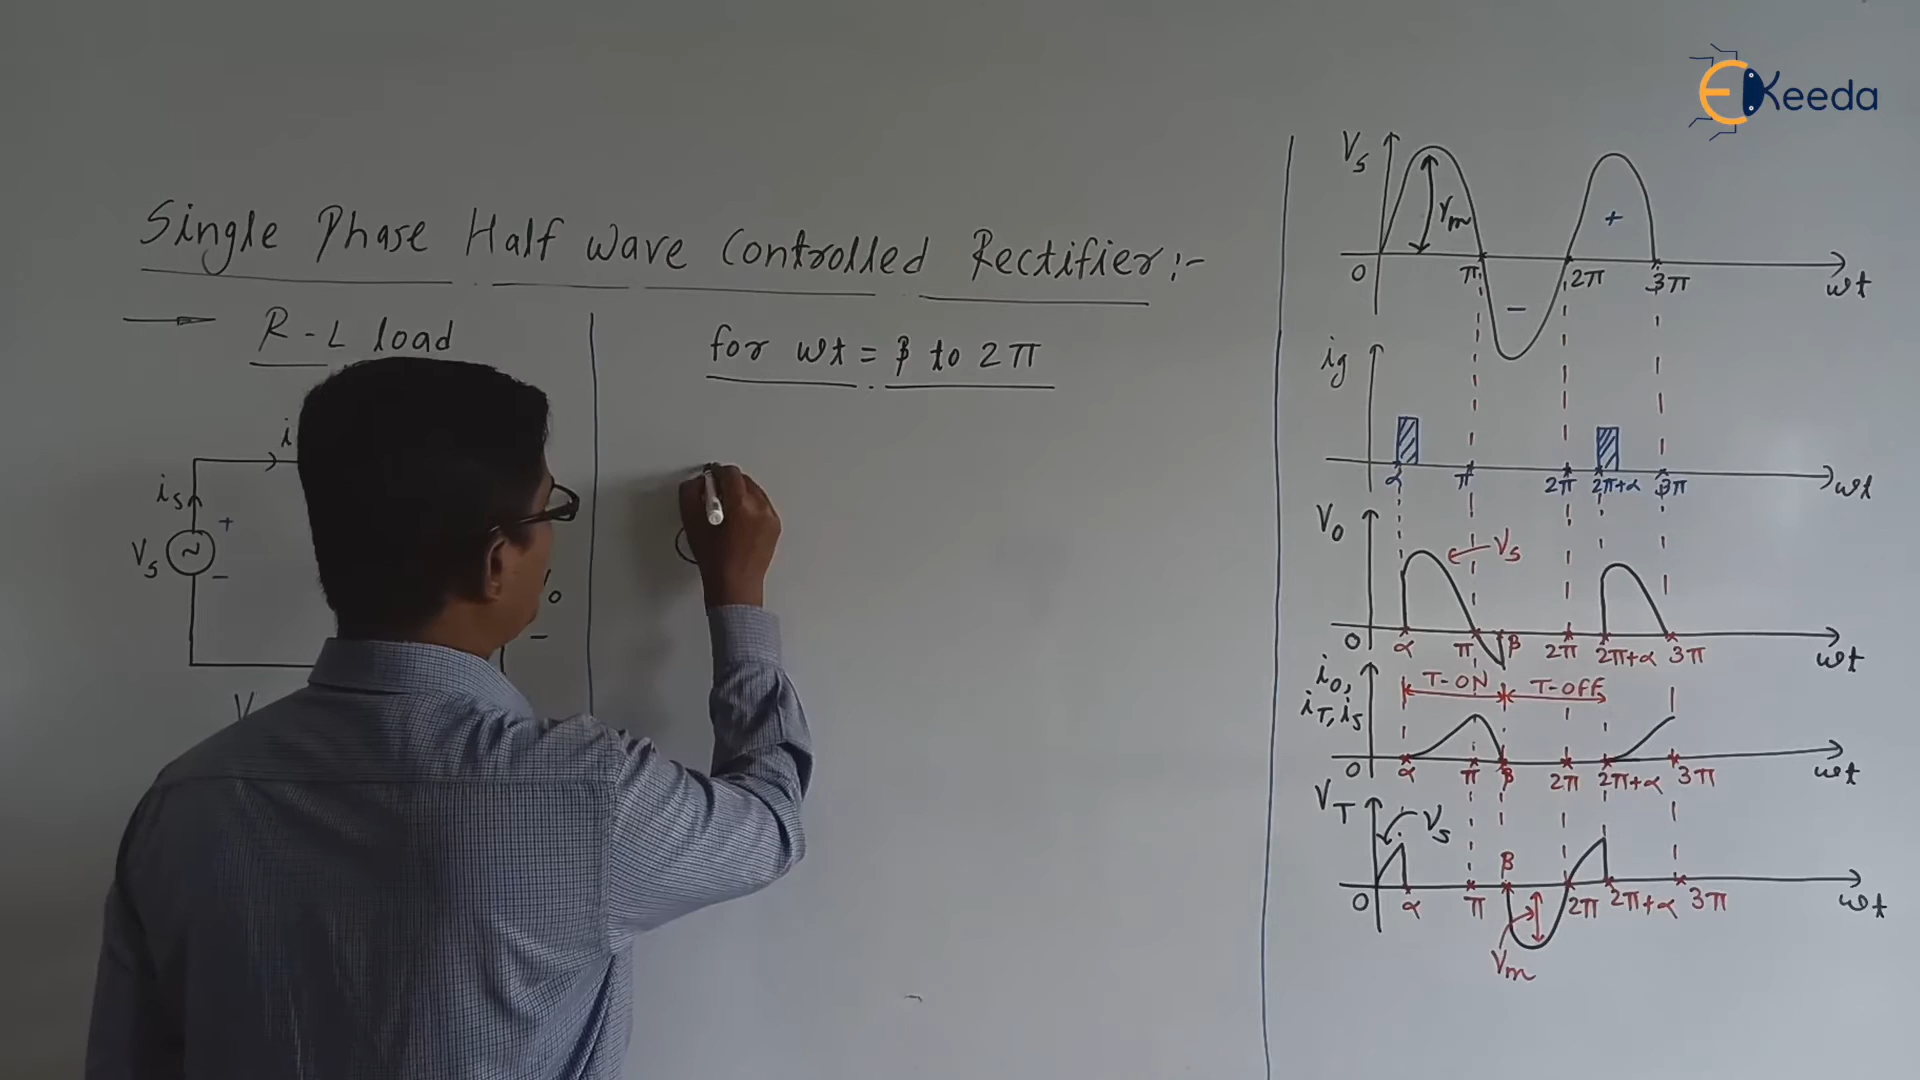 EKeeda
Single Phase Half Wave Controlled Rectifier:-
R-L load
i
is
+
Vs
~
-
o
-
V
for ωt = β to 2π
Vs
Vm
+
-
0 π 2π 3π ωt
ig
α π 2π 2π+α 3π ωt
Vo
Vs
0 α π β 2π 2π+α 3π ωt
io,
iT, is
T-ON T-OFF
0 α π β 2π 2π+α 3π ωt
VT
Vs
β
0 α π 2π 2π+α 3π ωt
Vm